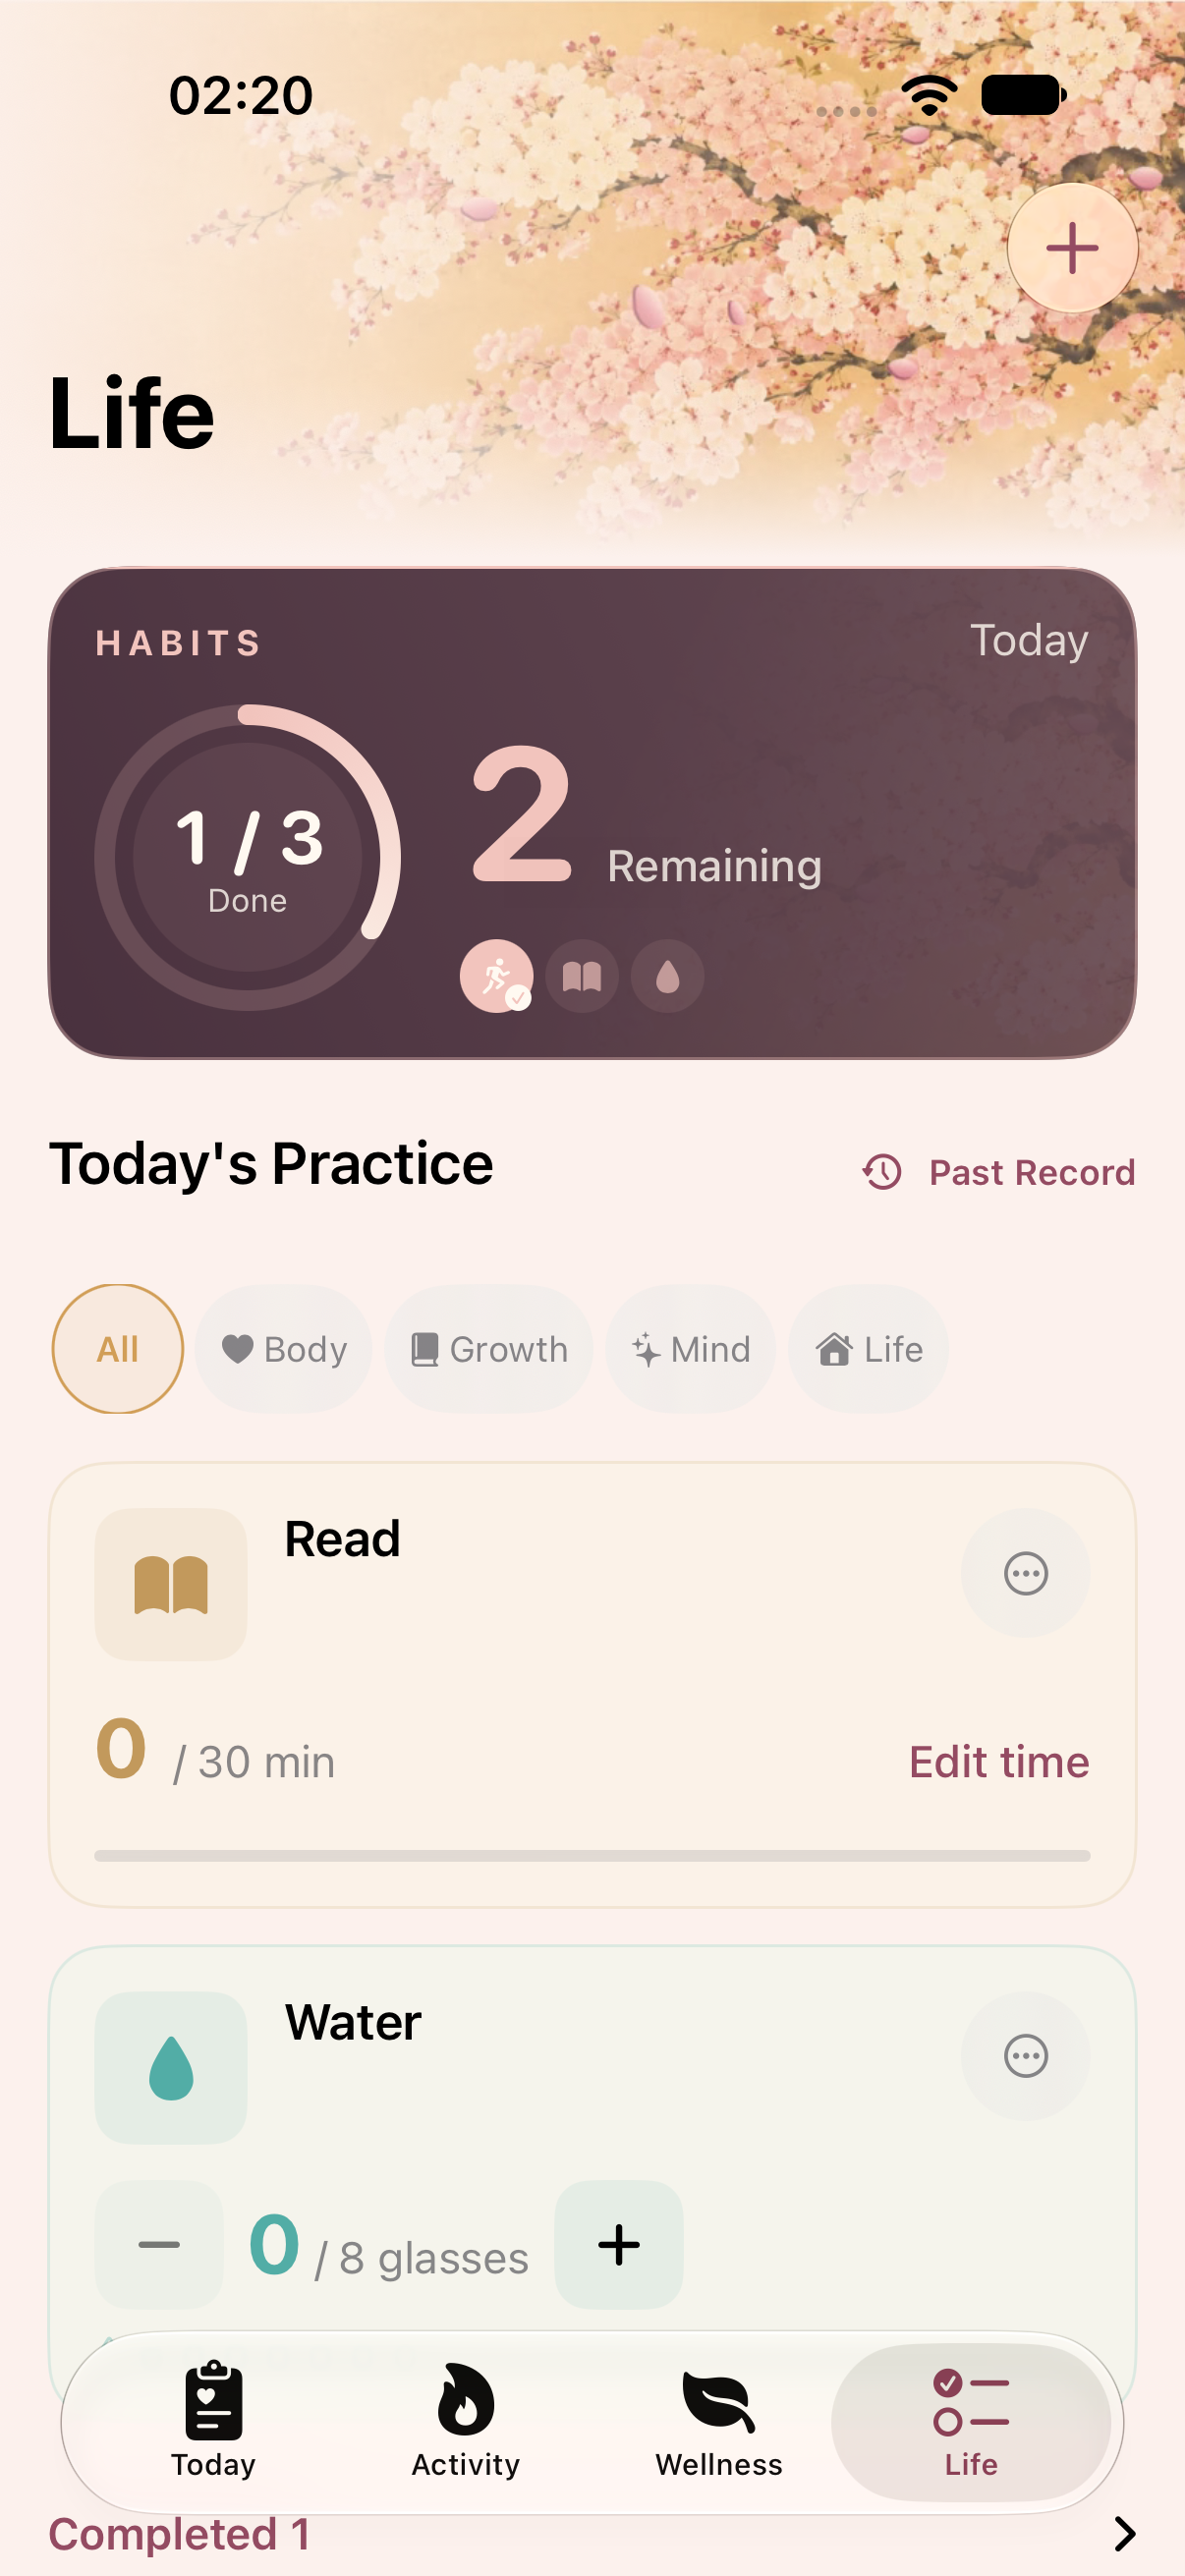 02:20
Life
HABITS
Today
1 / 3
Done
2 Remaining
Today's Practice
Past Record
All
Body
Growth
Mind
Life
Read
0 / 30 min
Edit time
Water
0 / 8 glasses
Today
Activity
Wellness
Life
Completed 1